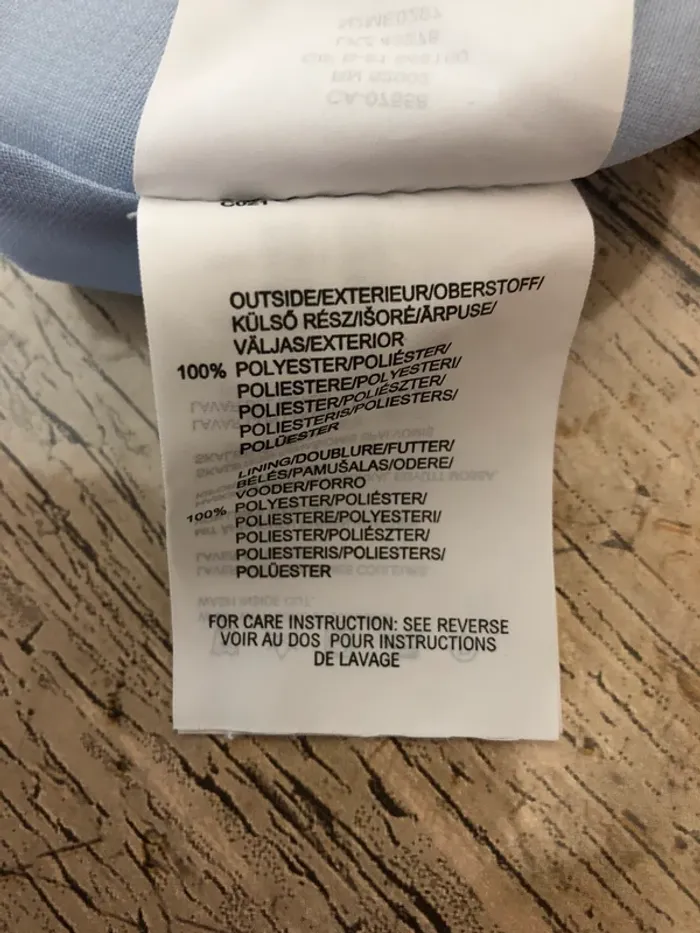 OUTSIDE/EXTERIEUR/OBERSTOFF/
KÜLSŐ RÉSZ/IŠORĖ/ĀRPUSE/
VÄLJAS/EXTERIOR
100% POLYESTER/POLIÉSTER/
POLIESTERE/POLYESTERI/
POLIESTER/POLIÉSZTER/
POLIESTERIS/POLIESTERS/
POLÜESTER
LINING/DOUBLURE/FUTTER/
BÉLÉS/PAMUŠALAS/ODERE/
VOODER/FORRO
100% POLYESTER/POLIÉSTER/
POLIESTERE/POLYESTERI/
POLIESTER/POLIÉSZTER/
POLIESTERIS/POLIESTERS/
POLÜESTER
FOR CARE INSTRUCTION: SEE REVERSE
VOIR AU DOS POUR INSTRUCTIONS
DE LAVAGE